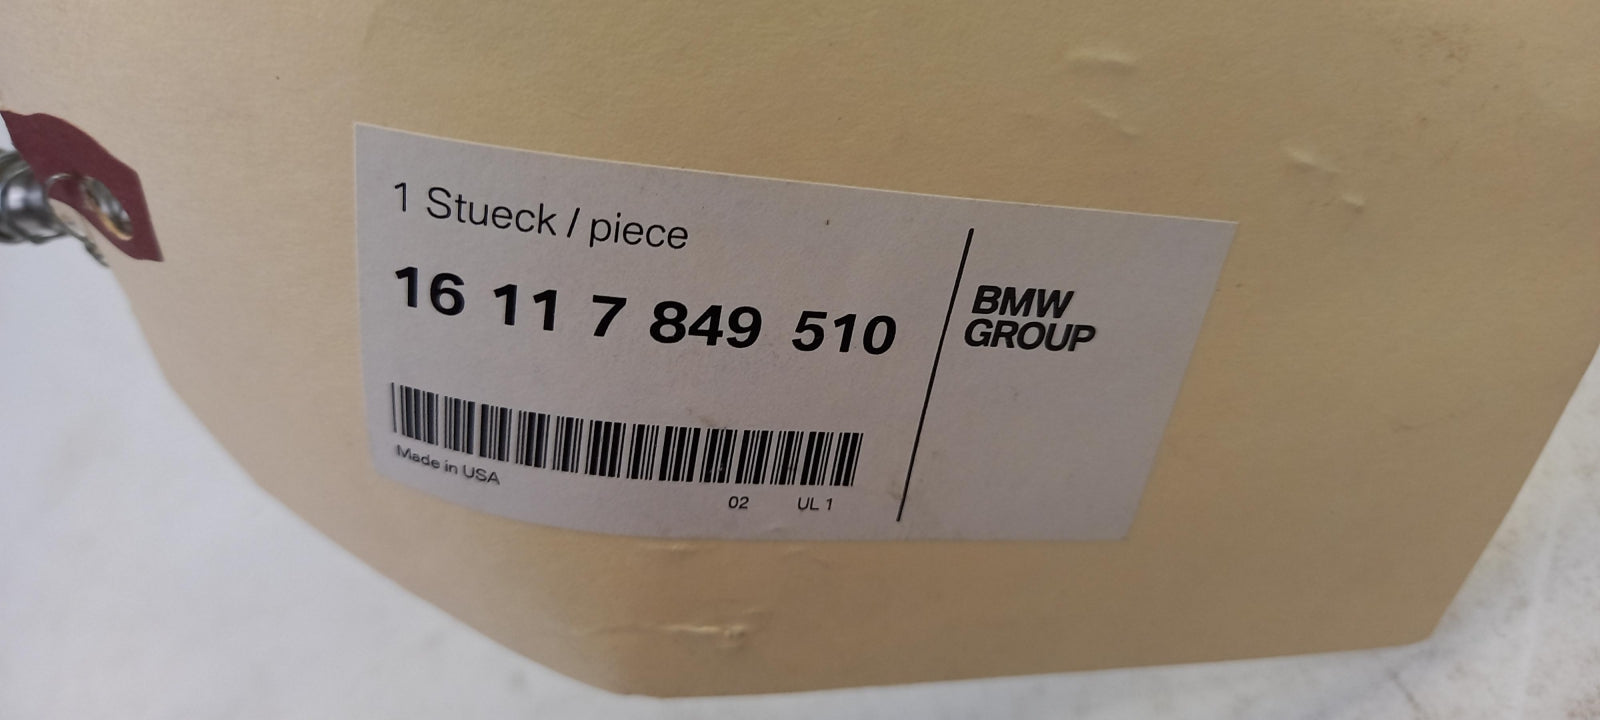 1 Stueck / piece
16 11 7 849 510
BMW
GROUP
Made in USA
02 UL 1